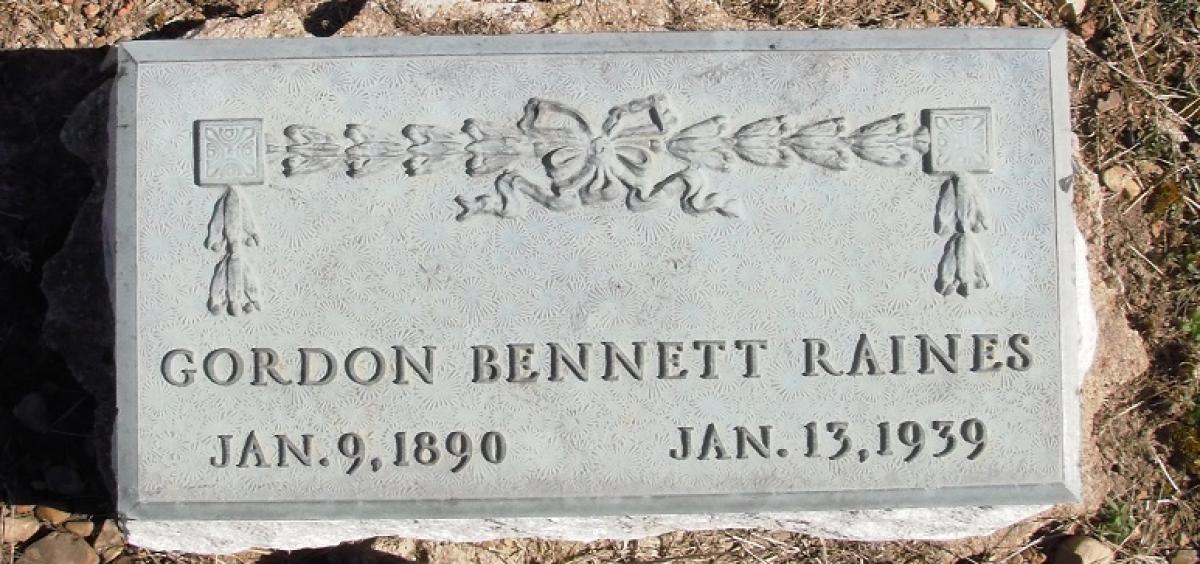 GORDON BENNETT RAINES
JAN. 9, 1890 JAN. 13, 1939